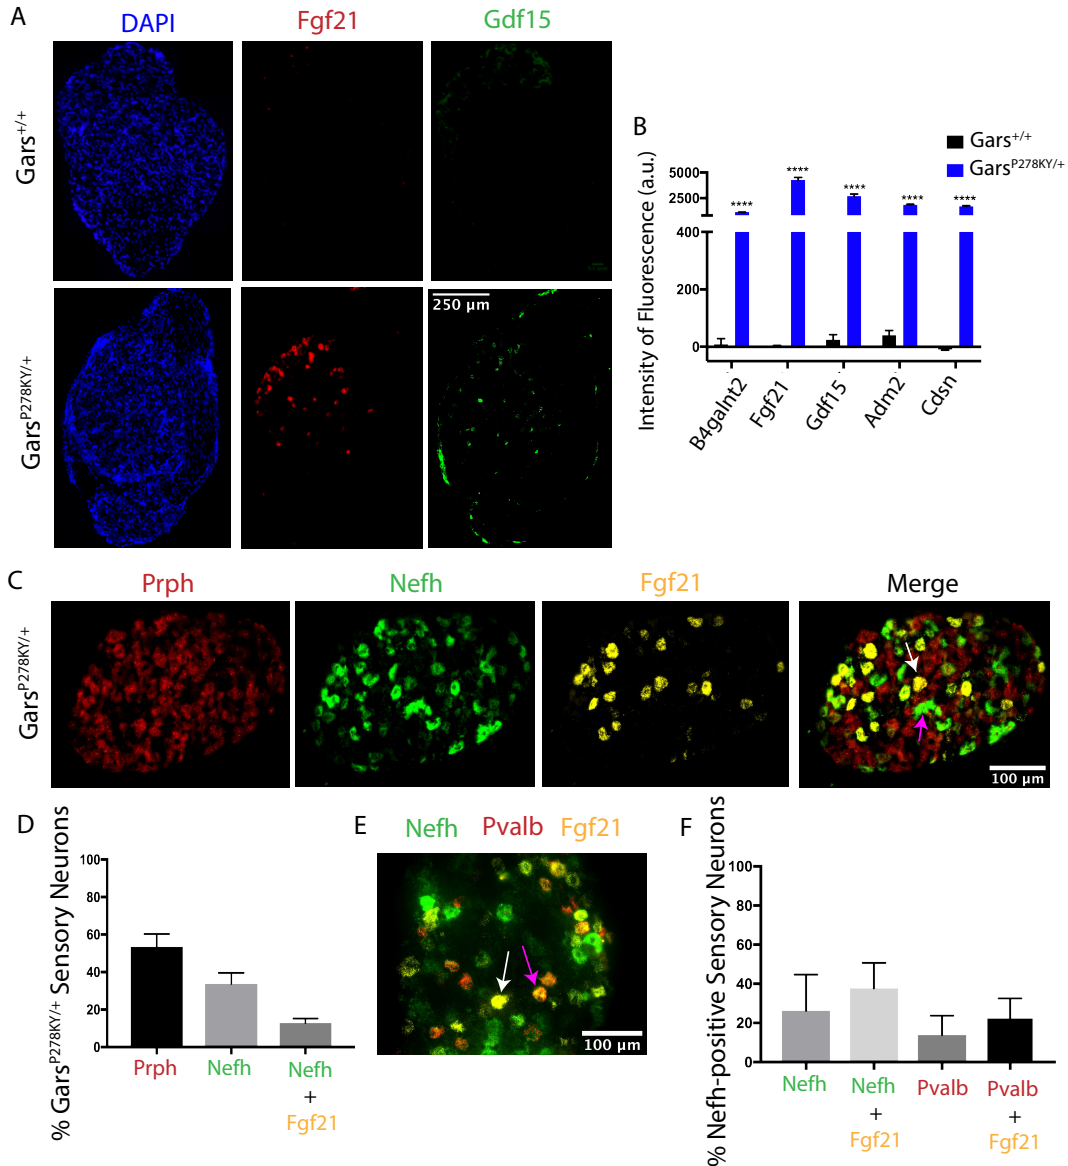 A
DAPI
Fgf21
Gdf15
Gars+/+
GarsP278KY/+
250 µm
B
Gars+/+
GarsP278KY/+
Intensity of Fluorescence (a.u.)
5000
2500
400
200
0
**** **** **** **** ****
B4galnt2
Fgf21
Gdf15
Adm2
Cdsn
C
Prph
Nefh
Fgf21
Merge
GarsP278KY/+
100 µm
D
% GarsP278KY/+ Sensory Neurons
100
80
60
40
20
0
Prph
Nefh
Nefh
+
Fgf21
E
Nefh Pvalb Fgf21
100 µm
F
% Nefh-positive Sensory Neurons
100
80
60
40
20
0
Nefh
Nefh
+
Fgf21
Pvalb
Pvalb
+
Fgf21